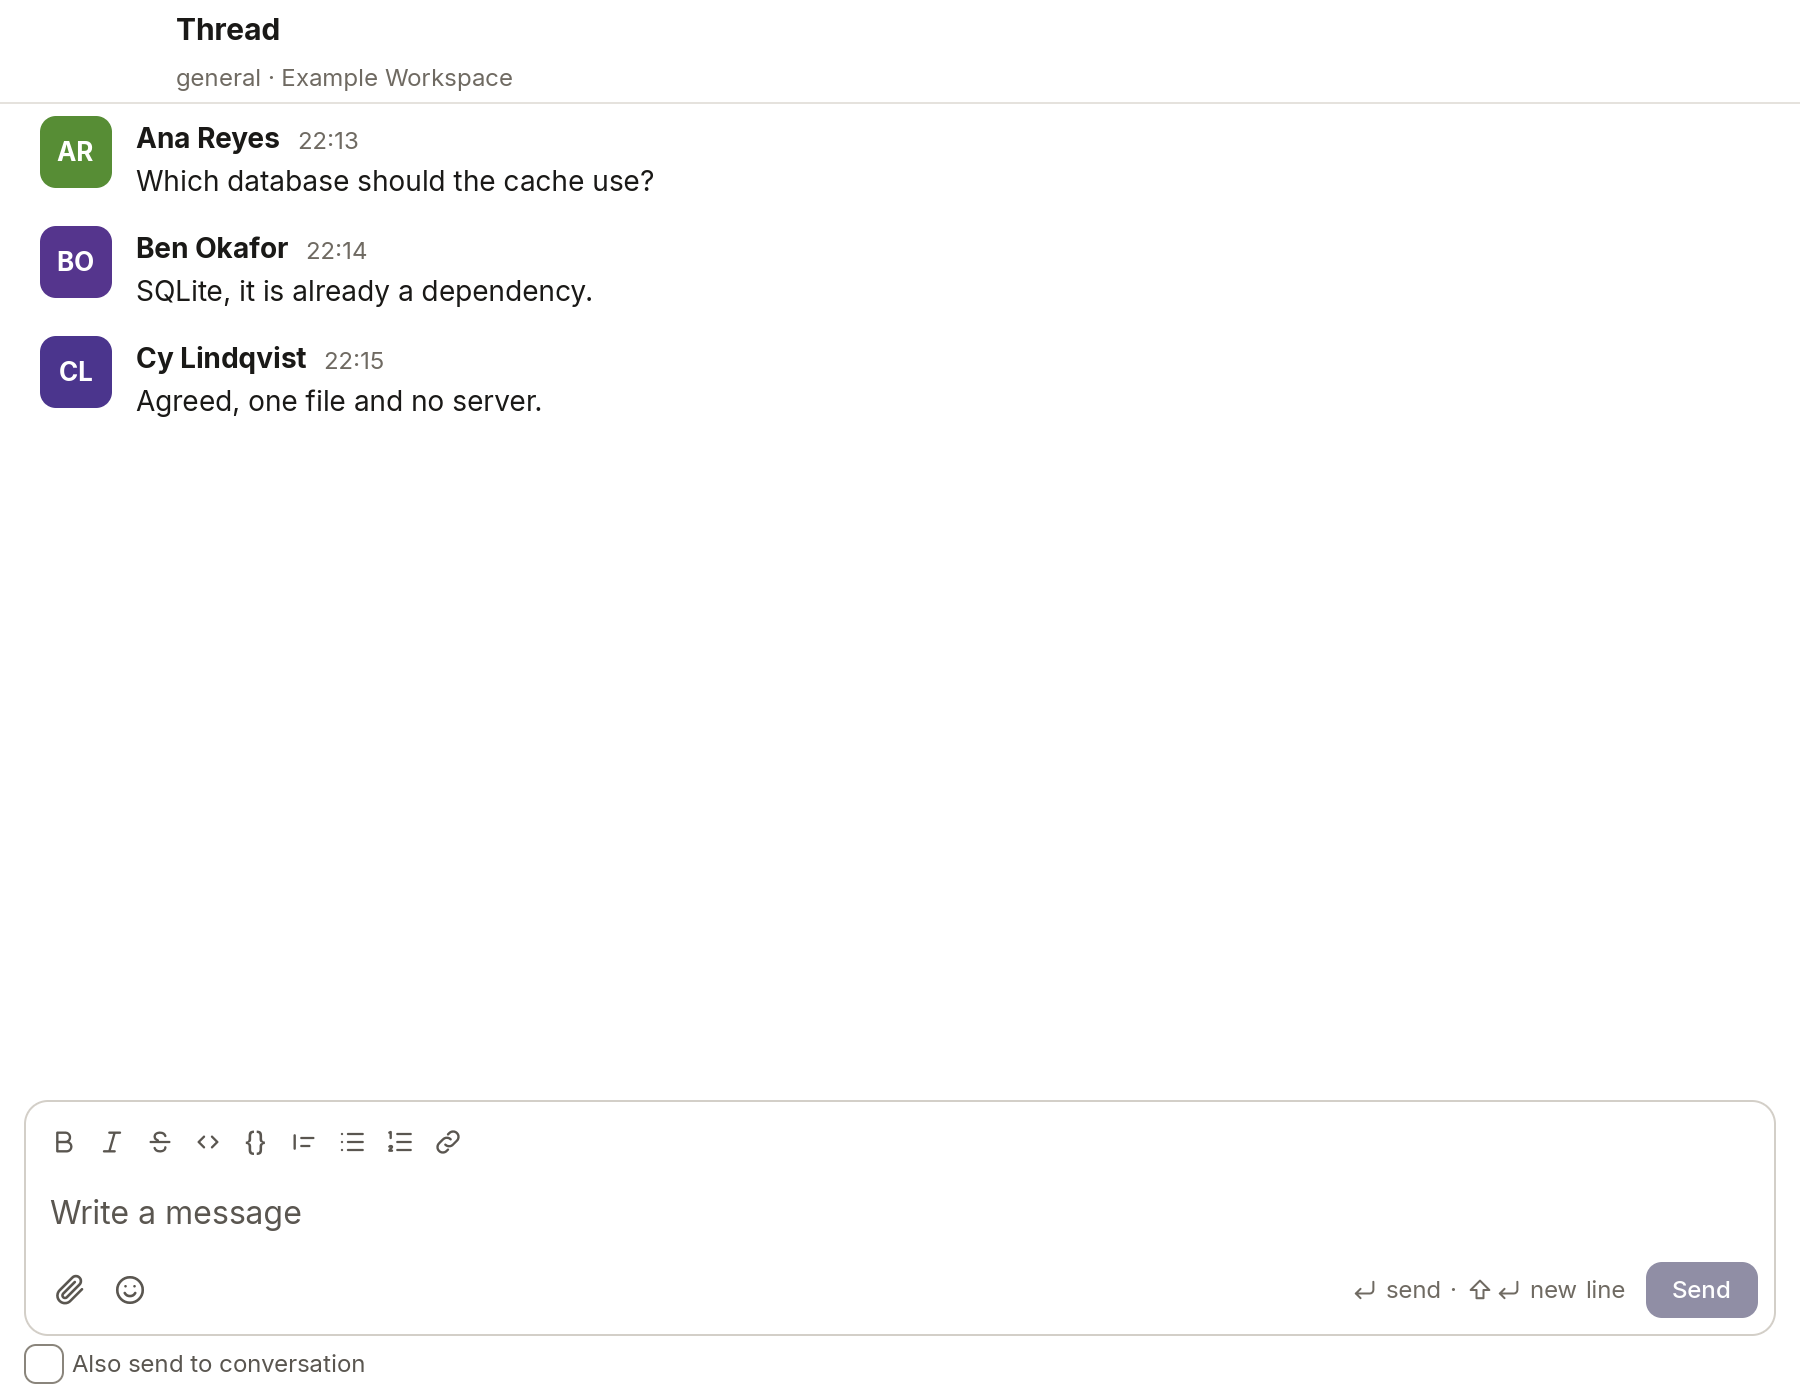 Thread
general · Example Workspace
AR
Ana Reyes 22:13
Which database should the cache use?
BO
Ben Okafor 22:14
SQLite, it is already a dependency.
CL
Cy Lindqvist 22:15
Agreed, one file and no server.
Write a message
send · new line Send
Also send to conversation